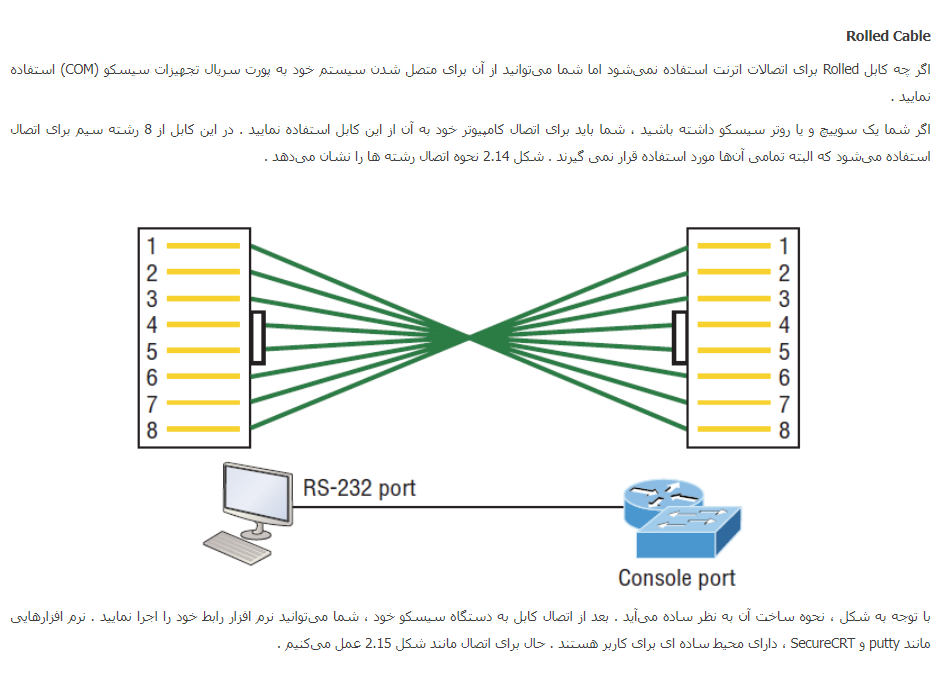 Rolled Cable
اگر چه کابل Rolled برای اتصالات اترنت استفاده نمی‌شود اما شما می‌توانید از آن برای متصل شدن سیستم خود به پورت سریال تجهیزات سیسکو (COM) استفاده
نمایید .
اگر شما یک سوییچ و یا روتر سیسکو داشته باشید ، شما باید برای اتصال کامپیوتر خود به آن از این کابل استفاده نمایید . در این کابل از 8 رشته سیم برای اتصال
استفاده می‌شود که البته تمامی آن‌ها مورد استفاده قرار نمی گیرند . شکل 2.14 نحوه اتصال رشته ها را نشان می‌دهد .
1 1
2 2
3 3
4 4
5 5
6 6
7 7
8 8
RS-232 port
Console port
با توجه به شکل ، نحوه ساخت آن به نظر ساده می‌آید . بعد از اتصال کابل به دستگاه سیسکو خود ، شما می‌توانید نرم افزار رابط خود را اجرا نمایید . نرم افزارهایی
مانند putty و SecureCRT ، دارای محیط ساده ای برای کاربر هستند . حال برای اتصال مانند شکل 2.15 عمل می‌کنیم .